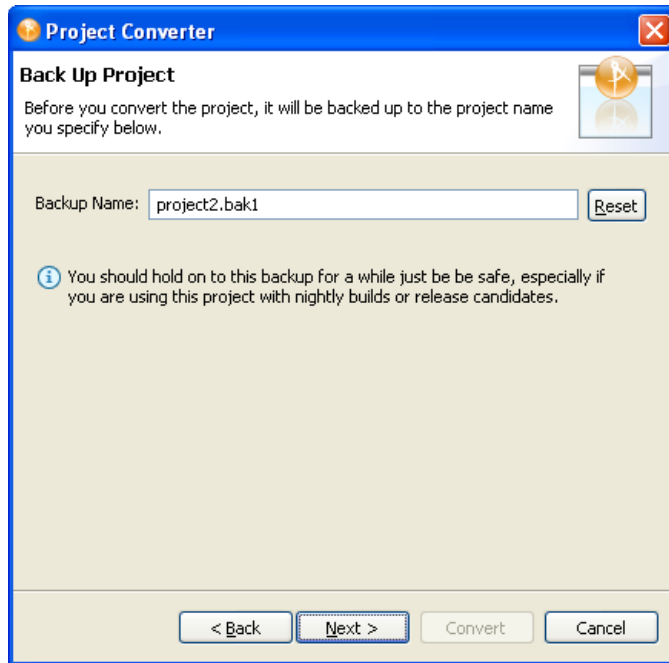 Project Converter
Back Up Project
Before you convert the project, it will be backed up to the project name
you specify below.
Backup Name: project2.bak1 Reset
You should hold on to this backup for a while just be be safe, especially if
you are using this project with nightly builds or release candidates.
< Back Next > Convert Cancel